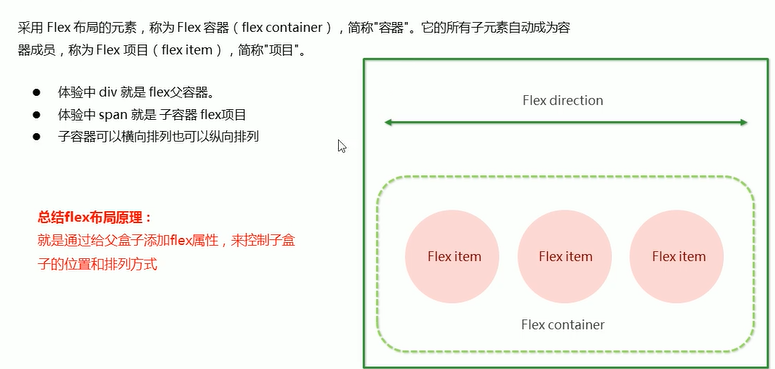 采用 Flex 布局的元素，称为 Flex 容器（flex container），简称"容器"。它的所有子元素自动成为容
器成员，称为 Flex 项目（flex item），简称"项目"。
● 体验中 div 就是 flex父容器。
● 体验中 span 就是 子容器 flex项目
● 子容器可以横向排列也可以纵向排列
总结flex布局原理：
就是通过给父盒子添加flex属性，来控制子盒
子的位置和排列方式
Flex direction
Flex item
Flex item
Flex item
Flex container